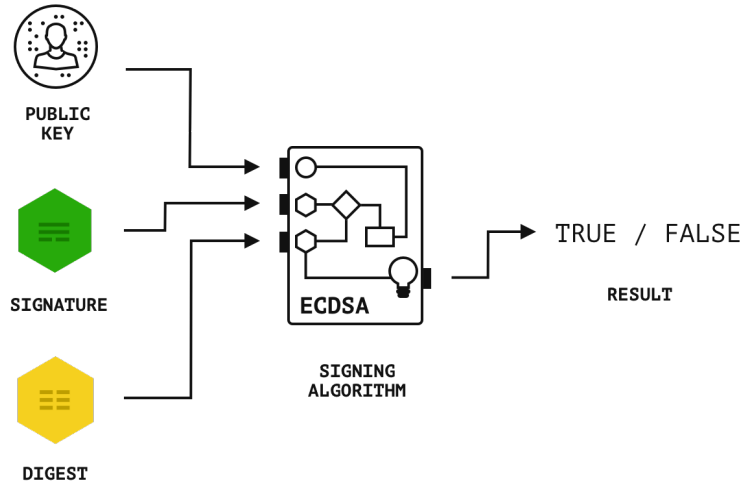 PUBLIC
KEY
SIGNATURE
DIGEST
ECDSA
SIGNING
ALGORITHM
TRUE / FALSE
RESULT